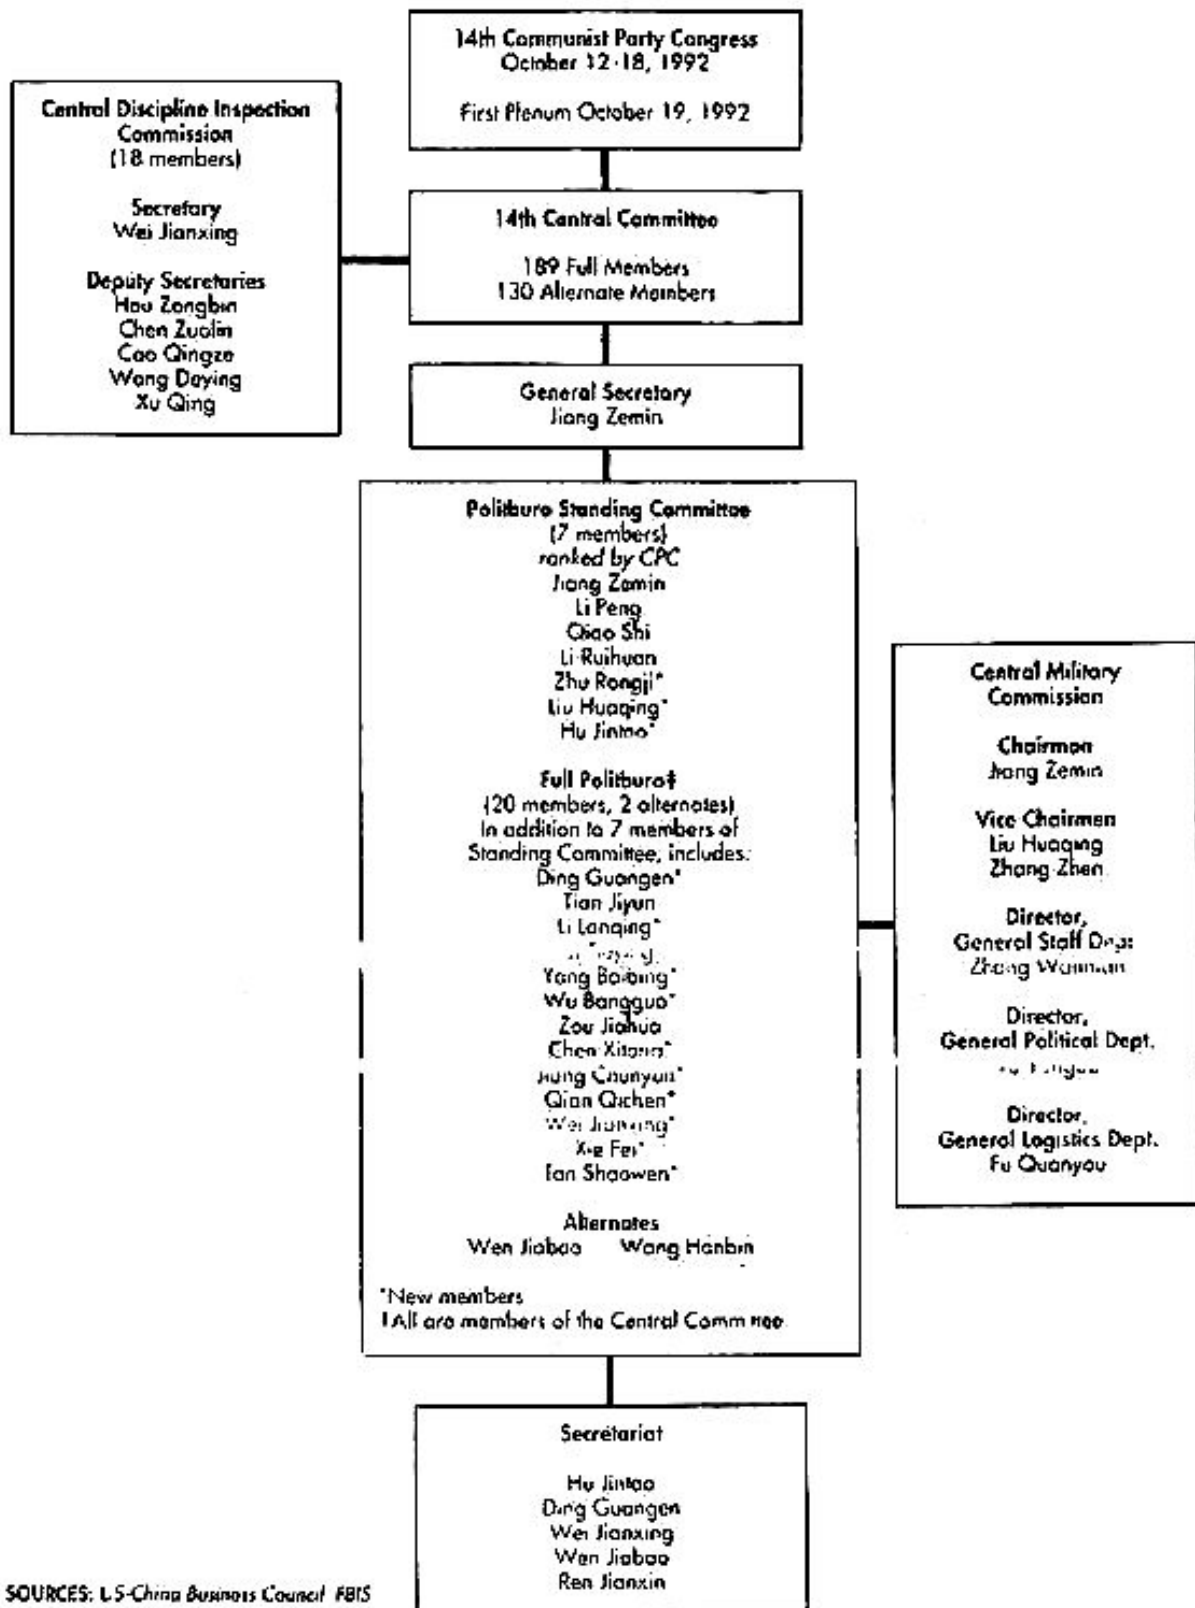 14th Communist Party Congress
October 12-18, 1992
First Plenum October 19, 1992
Central Discipline Inspection
Commission
(18 members)
Secretary
Wei Jianxing
Deputy Secretaries
Hou Zongbin
Chen Zuolin
Cao Qingze
Wang Deying
Xu Qing
14th Central Committee
189 Full Members
130 Alternate Members
General Secretary
Jiang Zemin
Politburo Standing Committee
(7 members)
ranked by CPC
Jiang Zemin
Li Peng
Qiao Shi
Li Ruihuan
Zhu Rongji*
Liu Huaqing*
Hu Jintao*
Full Politburo‡
(20 members, 2 alternates)
In addition to 7 members of
Standing Committee, includes:
Ding Guangen*
Tian Jiyun
Li Lanqing*
Yang Baibing*
Wu Bangguo*
Zou Jiahua
Chen Xitong*
Jiang Chunyun*
Qian Qichen*
Wei Jianxing*
Xie Fei*
Tan Shaowen*
Alternates
Wen Jiabao Wang Hanbin
*New members
‡All are members of the Central Committee
Central Military
Commission
Chairman
Jiang Zemin
Vice Chairmen
Liu Huaqing
Zhang Zhen
Director,
General Staff Dept.
Zhang Wannian
Director,
General Political Dept.
Director,
General Logistics Dept.
Fu Quanyou
Secretariat
Hu Jintao
Ding Guangen
Wei Jianxing
Wen Jiabao
Ren Jianxin
SOURCES: US-China Business Council FBIS